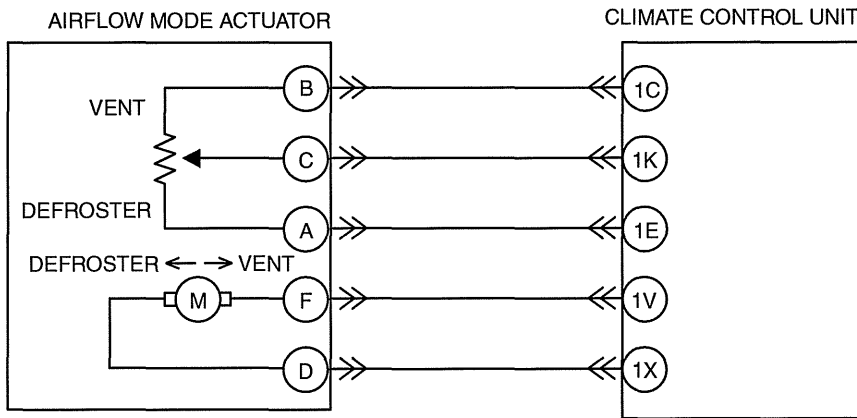 AIRFLOW MODE ACTUATOR
CLIMATE CONTROL UNIT
B
1C
VENT
C
1K
DEFROSTER
A
1E
DEFROSTER
VENT
M
F
1V
D
1X